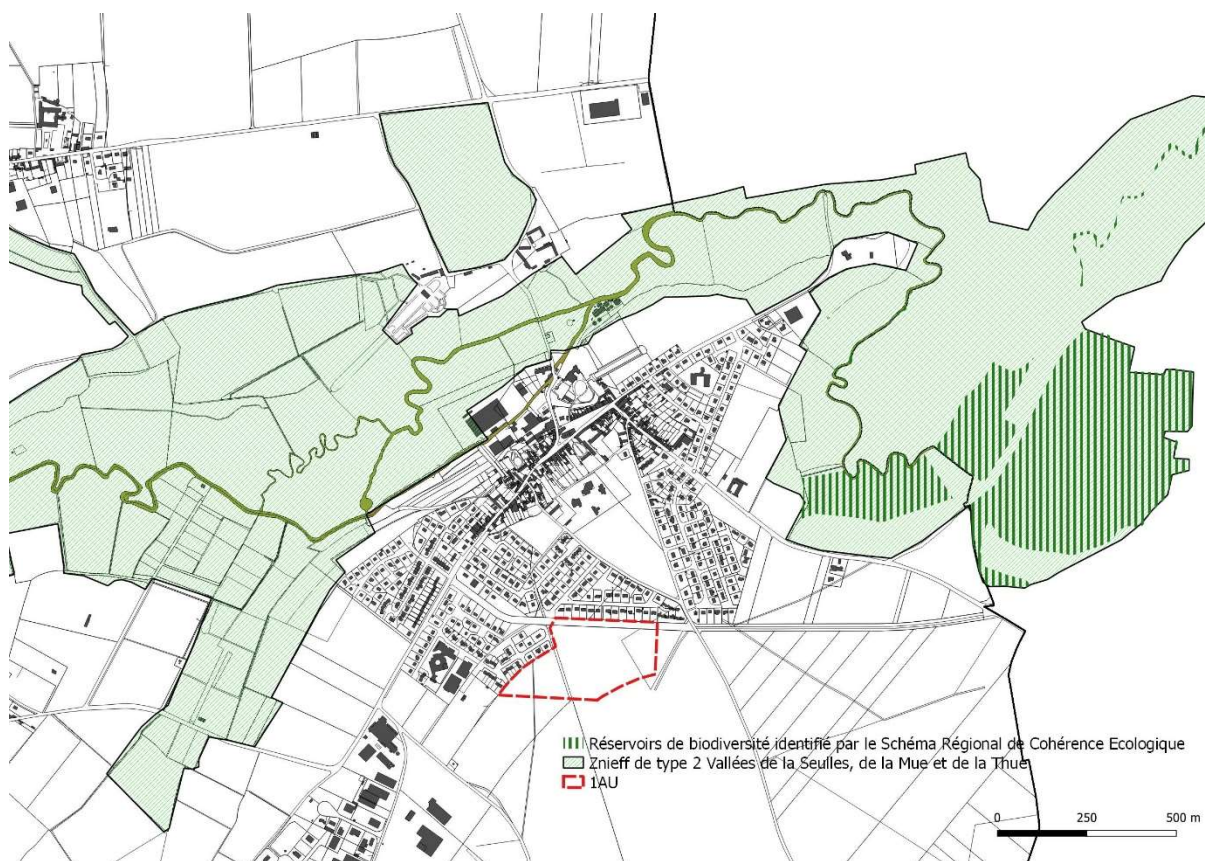 Réservoirs de biodiversité identifié par le Schéma Régional de Cohérence Ecologique
Znieff de type 2 Vallées de la Seulles, de la Mue et de la Thue
1AU
0 250 500 m